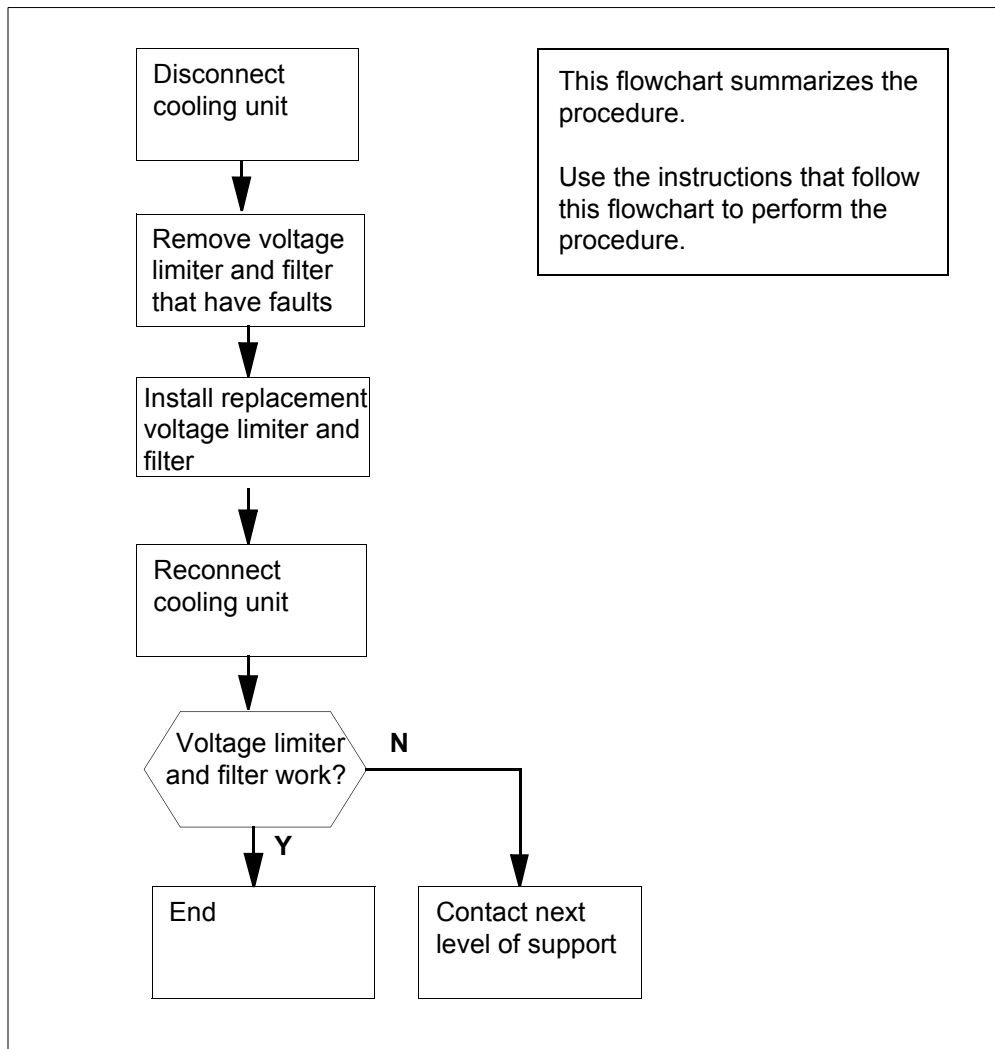 Disconnect
cooling unit
This flowchart summarizes the
procedure.
Use the instructions that follow
this flowchart to perform the
procedure.
Remove voltage
limiter and filter
that have faults
Install replacement
voltage limiter and
filter
Reconnect
cooling unit
Voltage limiter
and filter work?
N
Y
End
Contact next
level of support